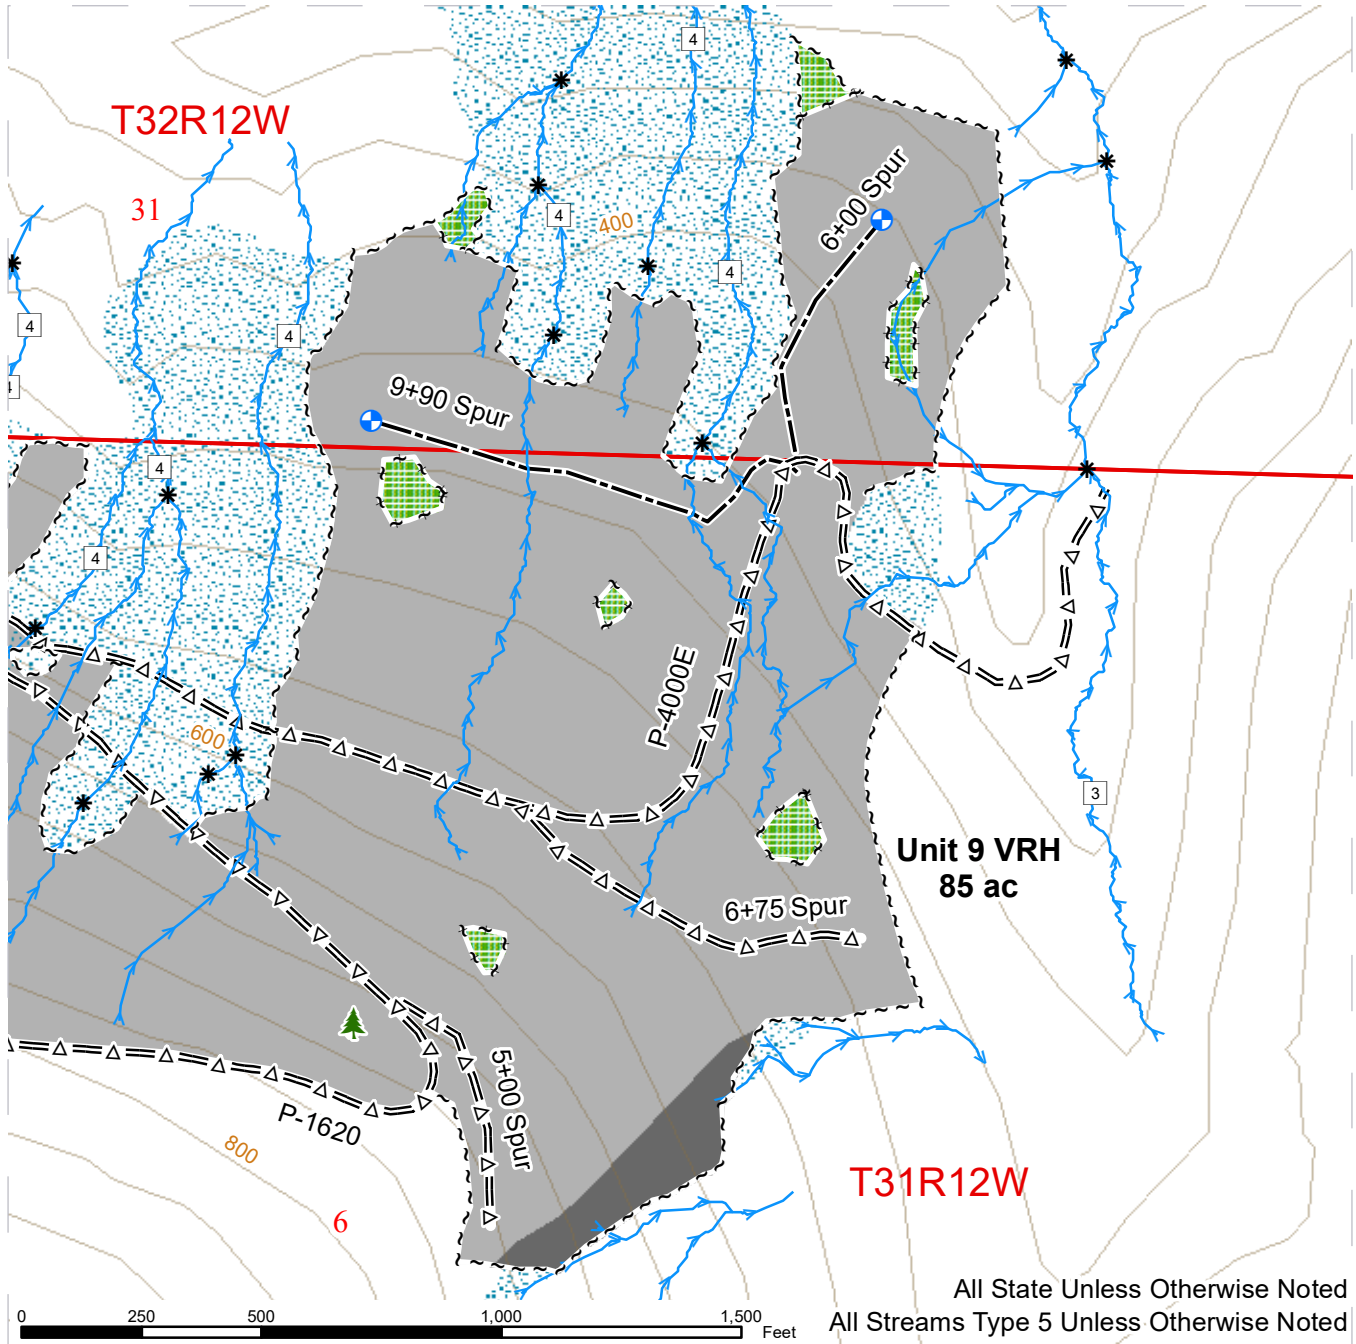 4
T32R12W
31
6+00 Spur
4
400
4
4
4
4
9+90 Spur
4
4
P-4000E
600
3
Unit 9 VRH
85 ac
6+75 Spur
5+00 Spur
P-1620
800
T31R12W
6
All State Unless Otherwise Noted
0 250 500 1,000 1,500 Feet
All Streams Type 5 Unless Otherwise Noted